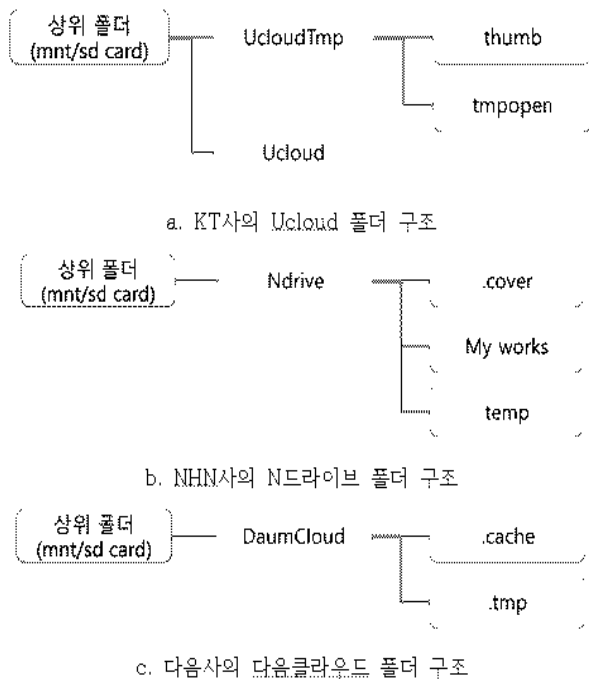 상위 폴더
(mnt/sd card)
UcloudTmp
thumb
tmpopen
Ucloud
a. KT사의 Ucloud 폴더 구조
상위 폴더
(mnt/sd card)
Ndrive
.cover
My works
temp
b. NHN사의 N드라이브 폴더 구조
상위 폴더
(mnt/sd card)
DaumCloud
.cache
.tmp
c. 다음사의 다음클라우드 폴더 구조